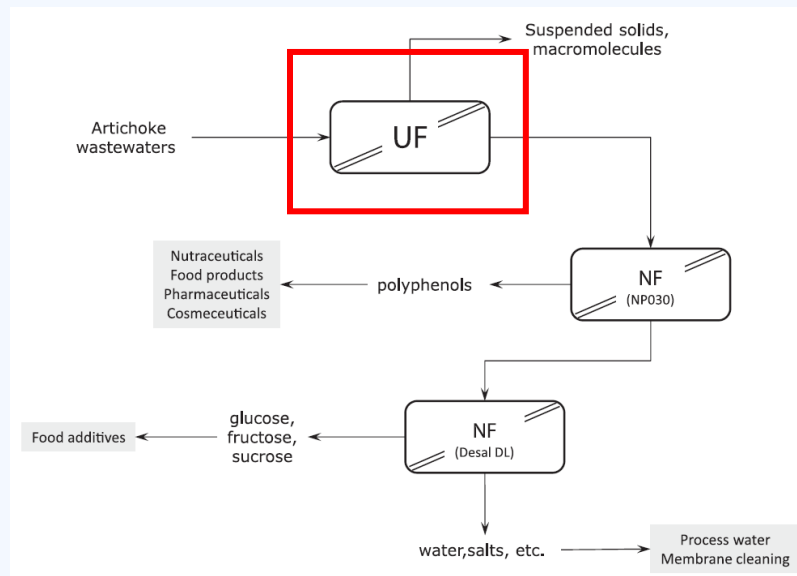 Suspended solids,
macromolecules
Artichoke
wastewaters
UF
Nutraceuticals
Food products
Pharmaceuticals
Cosmeceuticals
polyphenols
NF
(NP030)
Food additives
glucose,
fructose,
sucrose
NF
(Desal DL)
water,salts, etc.
Process water
Membrane cleaning